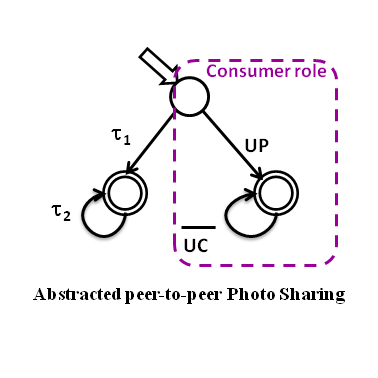 Consumer role
τ1
UP
τ2
UC
Abstracted peer-to-peer Photo Sharing